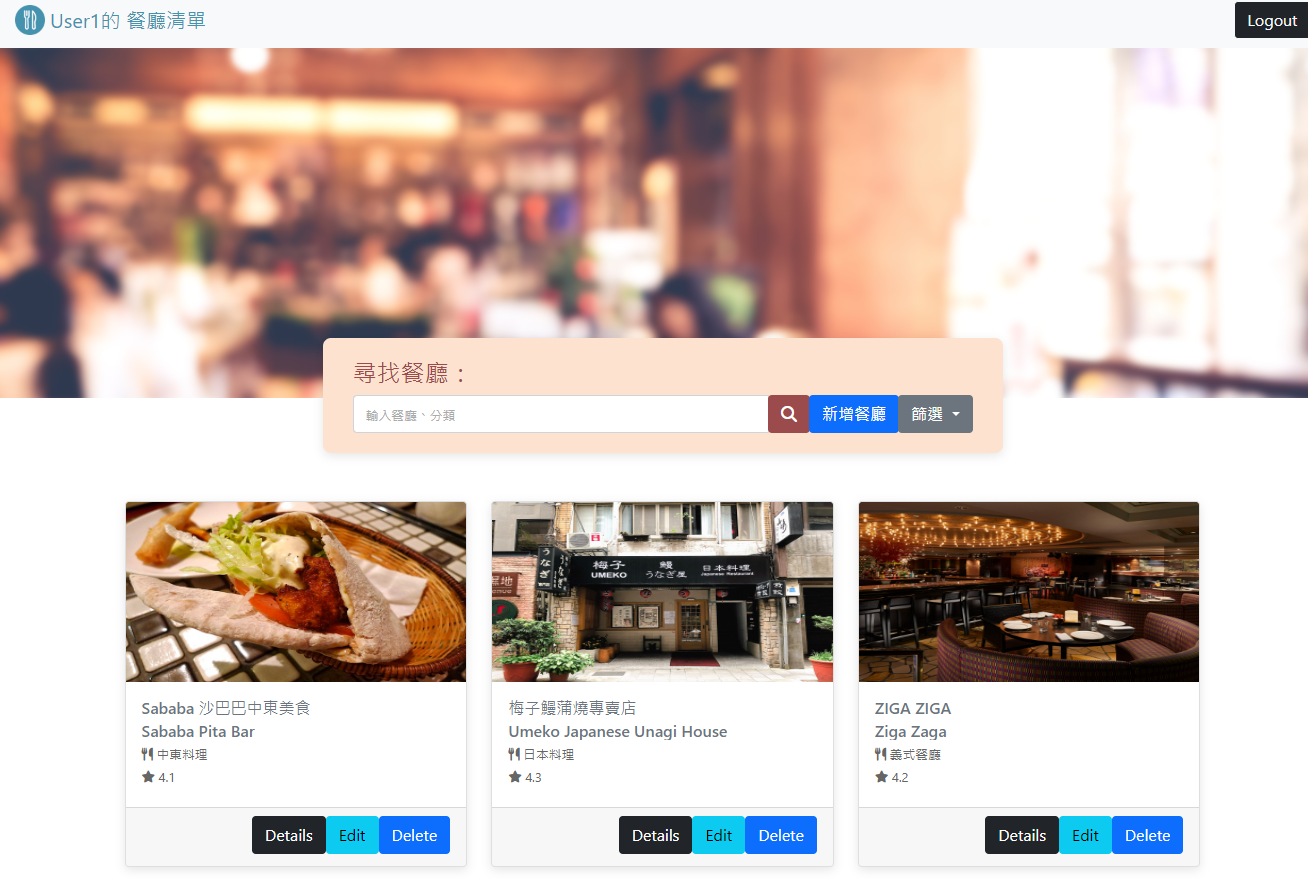 User1的 餐廳清單
Logout
尋找餐廳：
輸入餐廳、分類
新增餐廳
篩選
梅子
UMEKO
鰻
うなぎ屋
日本料理
Japanese Restaurant
うなぎ
Sababa 沙巴巴中東美食
Sababa Pita Bar
中東料理
4.1
Details
Edit
Delete
梅子鰻蒲燒專賣店
Umeko Japanese Unagi House
日本料理
4.3
Details
Edit
Delete
ZIGA ZIGA
Ziga Zaga
義式餐廳
4.2
Details
Edit
Delete